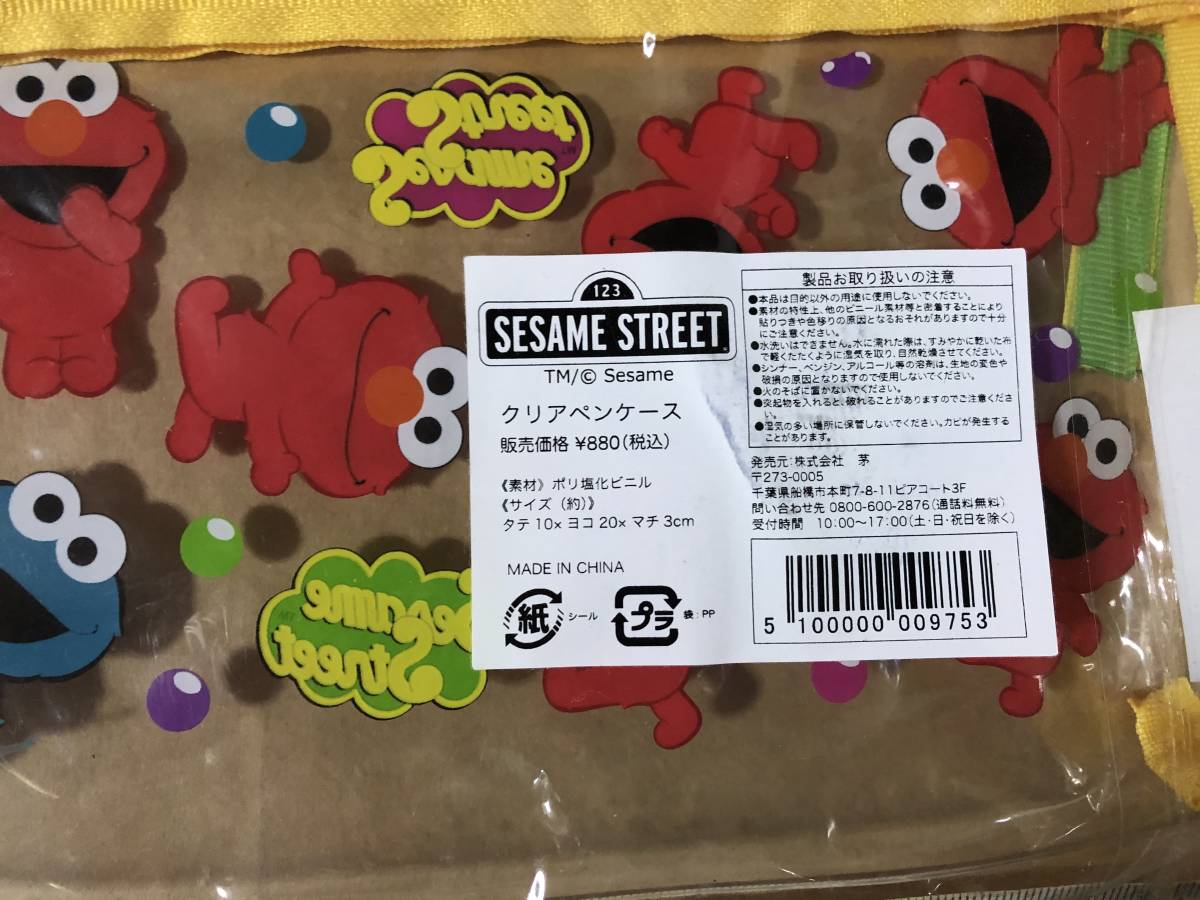 Sesame
Street
TM
123
SESAME STREET
TM/© Sesame
クリアペンケース
販売価格 ¥880(税込)
《素材》ポリ塩化ビニル
《サイズ（約)》
タテ 10× ヨコ 20× マチ 3cm
MADE IN CHINA
紙 シール
プラ 袋：PP
製品お取り扱いの注意
●本品は目的以外の用途に使用しないでください。
●素材の特性上、他のビニール素材等と密着することにより
貼りつきや色移りの原因となるおそれがありますので十分
にご注意ください。
●水洗いはできません。水に濡れた際は、すみやかに乾いた布
で軽くたたくように湿気を取り、自然乾燥させてください。
●シンナー、ベンジン、アルコール等の溶剤は、生地の変色や
破損の原因となりますので使用しないでください。
●火のそばに置かないでください。
●突起物を入れると、破れることがありますのでご注意くださ
い。
●湿気の多い場所に保管しないでください。カビが発生する
ことがあります。
発売元：株式会社 茅
〒273-0005
千葉県船橋市本町7-8-11ビアコート3F
問い合わせ先 0800-600-2876（通話無料）
受付時間 10:00～17:00（土・日・祝日を除く）
5 100000 009753
Sesame
Street
TM